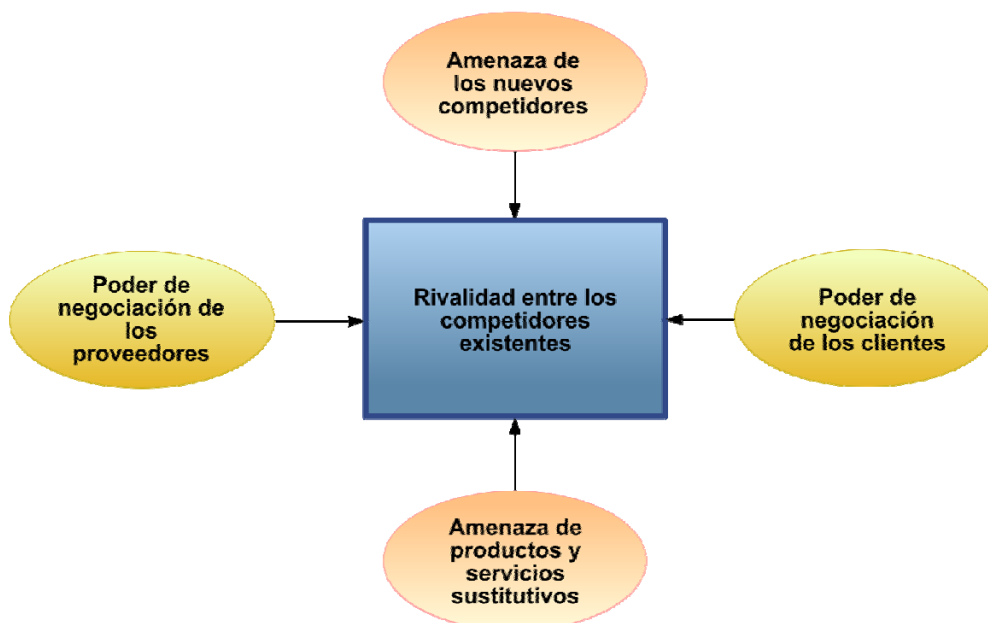 Amenaza de
los nuevos
competidores
Poder de
negociación de
los
proveedores
Rivalidad entre los
competidores
existentes
Poder de
negociación
de los clientes
Amenaza de
productos y
servicios
sustitutivos